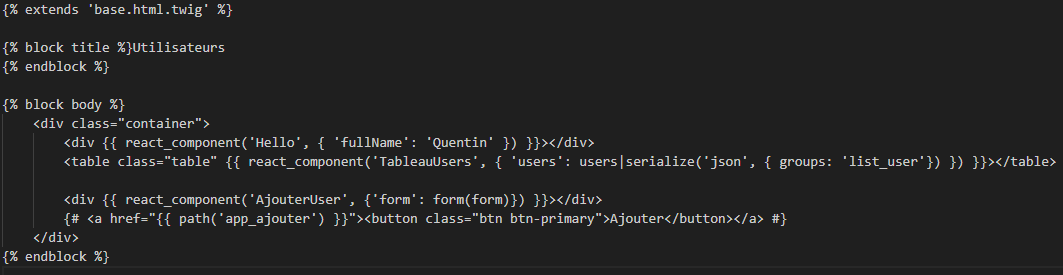 {% extends 'base.html.twig' %}
{% block title %}Utilisateurs
{% endblock %}
{% block body %}
<div class="container">
<div {{ react_component('Hello', { 'fullName': 'Quentin' }) }}></div>
<table class="table" {{ react_component('TableauUsers', { 'users': users|serialize('json', { groups: 'list_user'}) }) }}></table>
<div {{ react_component('AjouterUser', {'form': form(form)}) }}></div>
{# <a href="{{ path('app_ajouter') }}"><button class="btn btn-primary">Ajouter</button></a> #}
</div>
{% endblock %}